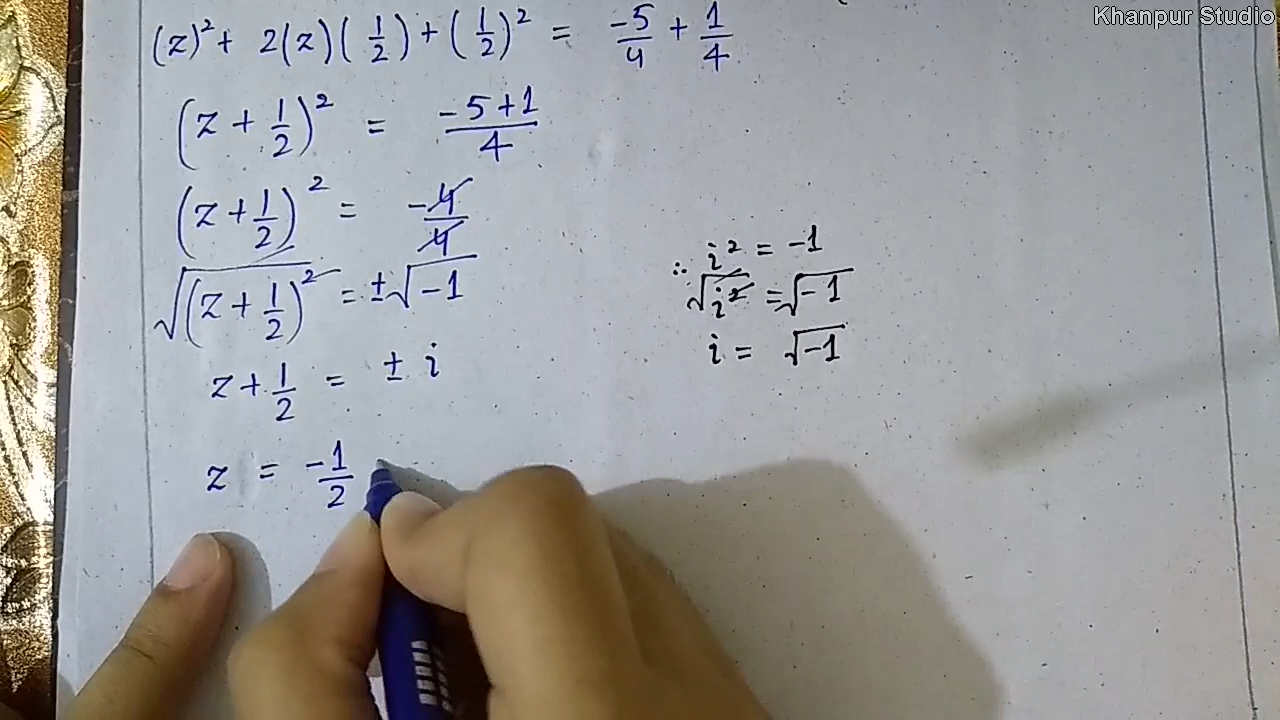 Khanpur Studio
(z)² + 2(z)(1/2) + (1/2)² = -5/4 + 1/4
(z + 1/2)² = -5+1/4
(z + 1/2)² = -4/4
√(z + 1/2)² = ±√-1
z + 1/2 = ± i
z = -1/2
∴ i² = -1
√i² = √-1
i = √-1